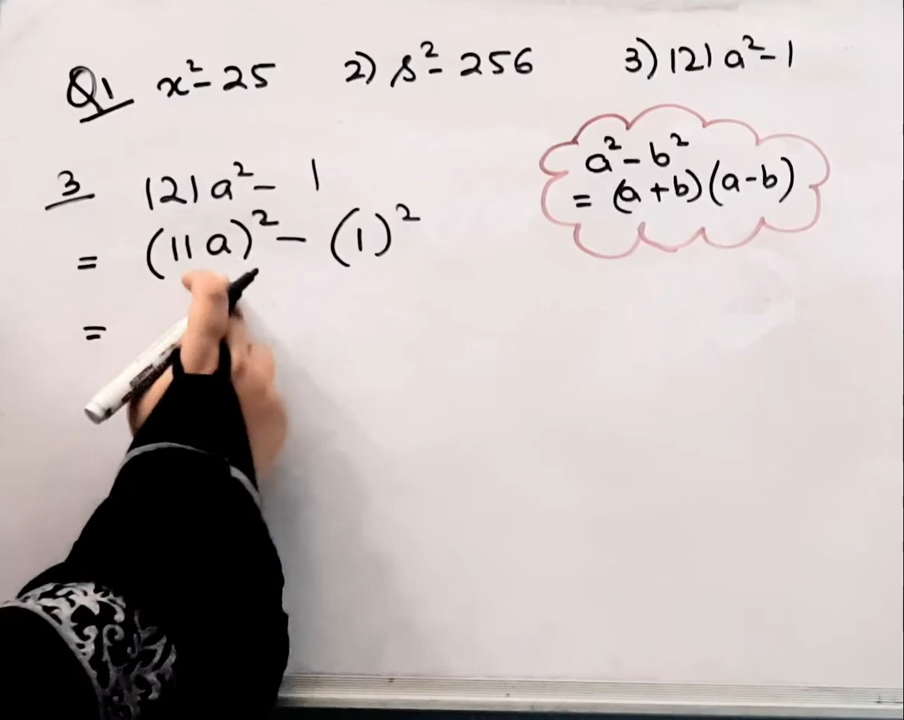 Q1 x² - 25 2) s² - 256 3) 121a² - 1
a² - b²
= (a+b)(a-b)
3 121a² - 1
= (11a)² - (1)²
=